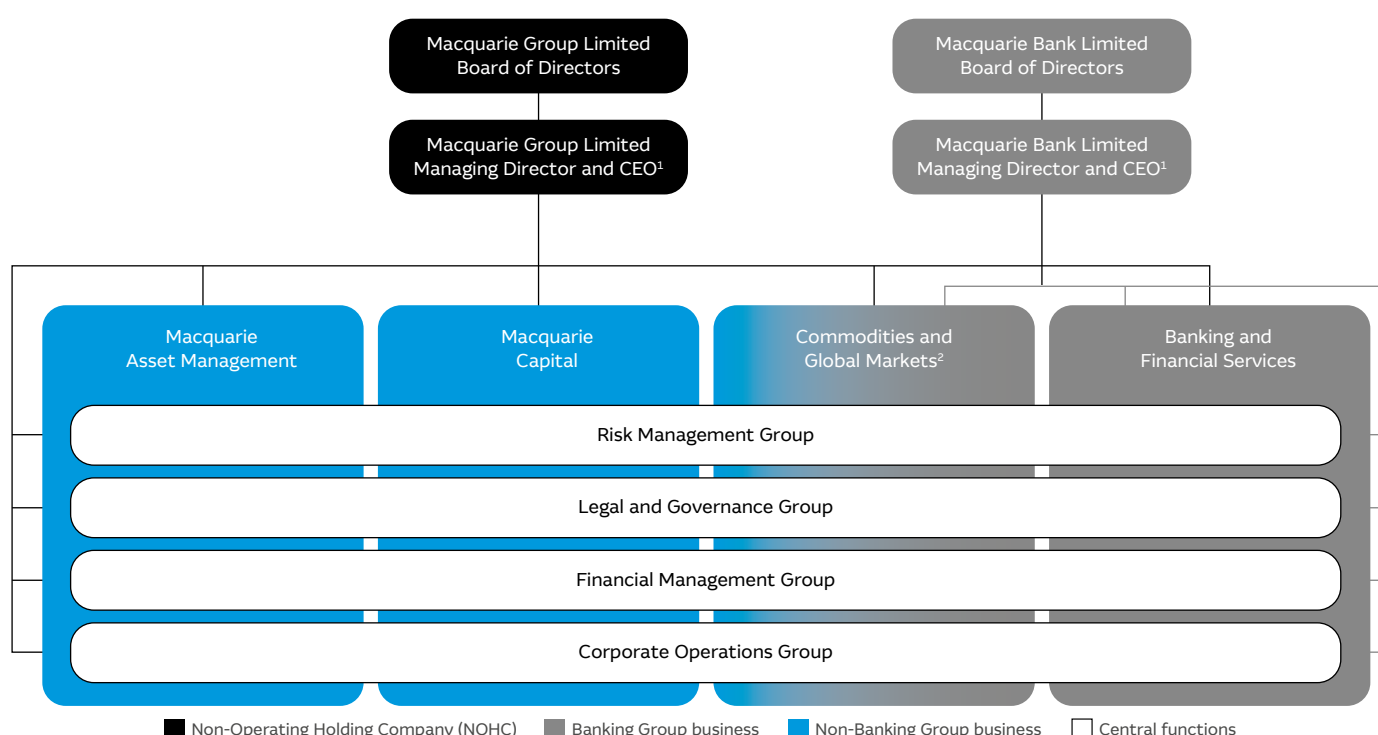 Macquarie Group Limited
Board of Directors
Macquarie Bank Limited
Board of Directors
Macquarie Group Limited
Managing Director and CEO¹
Macquarie Bank Limited
Managing Director and CEO¹
Macquarie
Asset Management
Macquarie
Capital
Commodities and
Global Markets²
Banking and
Financial Services
Risk Management Group
Legal and Governance Group
Financial Management Group
Corporate Operations Group
Non-Operating Holding Company (NOHC)
Banking Group business
Non-Banking Group business
Central functions